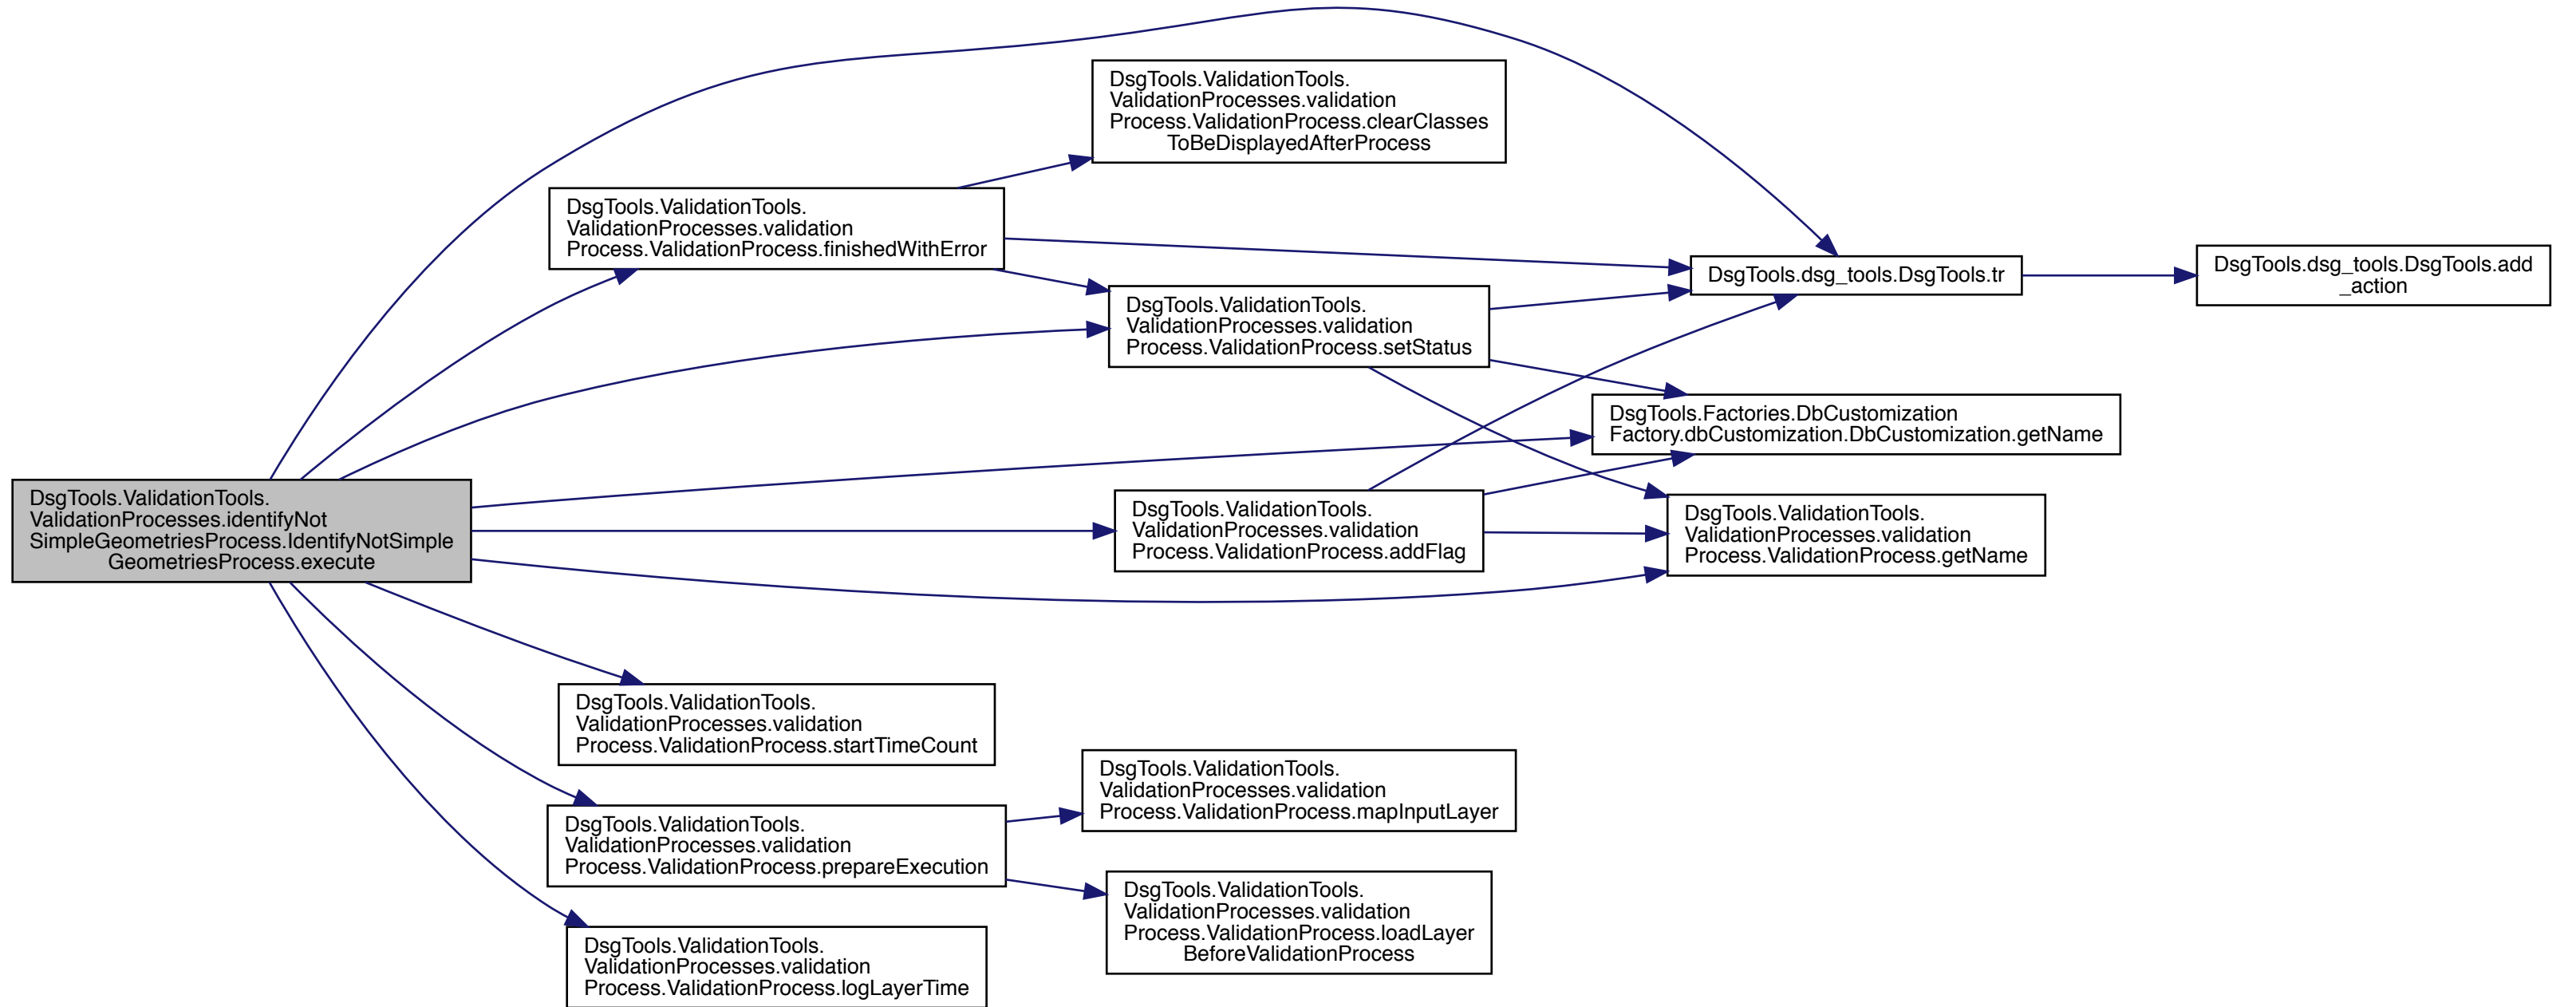 DsgTools.ValidationTools.
ValidationProcesses.validation
Process.ValidationProcess.clearClasses
ToBeDisplayedAfterProcess
DsgTools.ValidationTools.
ValidationProcesses.validation
Process.ValidationProcess.finishedWithError
DsgTools.dsg_tools.DsgTools.tr
DsgTools.dsg_tools.DsgTools.add
_action
DsgTools.ValidationTools.
ValidationProcesses.validation
Process.ValidationProcess.setStatus
DsgTools.Factories.DbCustomization
Factory.dbCustomization.DbCustomization.getName
DsgTools.ValidationTools.
ValidationProcesses.identifyNot
SimpleGeometriesProcess.IdentifyNotSimple
GeometriesProcess.execute
DsgTools.ValidationTools.
ValidationProcesses.validation
Process.ValidationProcess.addFlag
DsgTools.ValidationTools.
ValidationProcesses.validation
Process.ValidationProcess.getName
DsgTools.ValidationTools.
ValidationProcesses.validation
Process.ValidationProcess.startTimeCount
DsgTools.ValidationTools.
ValidationProcesses.validation
Process.ValidationProcess.mapInputLayer
DsgTools.ValidationTools.
ValidationProcesses.validation
Process.ValidationProcess.prepareExecution
DsgTools.ValidationTools.
ValidationProcesses.validation
Process.ValidationProcess.loadLayer
BeforeValidationProcess
DsgTools.ValidationTools.
ValidationProcesses.validation
Process.ValidationProcess.logLayerTime